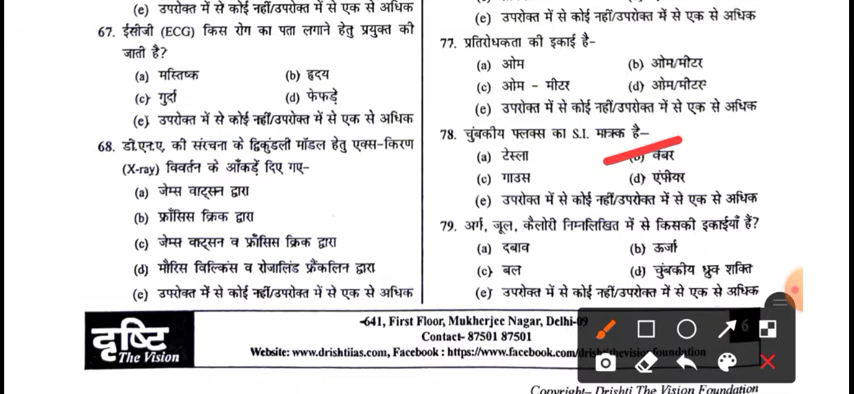 (e) उपरोक्त में से कोई नहीं/उपरोक्त में से एक से अधिक
67. ईसीजी (ECG) किस रोग का पता लगाने हेतु प्रयुक्त की
जाती है?
(a) मस्तिष्क (b) हृदय
(c) गुर्दा (d) फेफड़े
(e) उपरोक्त में से कोई नहीं/उपरोक्त में से एक से अधिक
68. डी.एन.ए. की संरचना के द्विकुंडली मॉडल हेतु एक्स-किरण
(X-ray) विवर्तन के आँकड़ें दिए गए-
(a) जेम्स वाट्सन द्वारा
(b) फ्राँसिस क्रिक द्वारा
(c) जेम्स वाट्सन व फ्राँसिस क्रिक द्वारा
(d) मौरिस विल्किंस व रोजालिंड फ्रैंकलिन द्वारा
(e) उपरोक्त में से कोई नहीं/उपरोक्त में से एक से अधिक
(e) उपरोक्त में से कोई नहीं/उपरोक्त में से एक से अधिक
77. प्रतिरोधकता की इकाई है-
(a) ओम (b) ओम/मीटर
(c) ओम - मीटर (d) ओम/मीटर²
(e) उपरोक्त में से कोई नहीं/उपरोक्त में से एक से अधिक
78. चुंबकीय फ्लक्स का S.I. मात्रक है-
(a) टेस्ला (b) वेबर
(c) गाउस (d) एंपीयर
(e) उपरोक्त में से कोई नहीं/उपरोक्त में से एक से अधिक
79. अर्ग, जूल, कैलोरी निम्नलिखित में से किसकी इकाईयाँ हैं?
(a) दबाव (b) ऊर्जा
(c) बल (d) चुंबकीय ध्रुव शक्ति
(e) उपरोक्त में से कोई नहीं/उपरोक्त में से एक से अधिक
दृष्टि
The Vision
-641, First Floor, Mukherjee Nagar, Delhi-09
Contact- 87501 87501
Website: www.drishtiias.com, Facebook : https://www.facebook.com/drishtithevisionfoundation
6
Copyright– Drishti The Vision Foundation